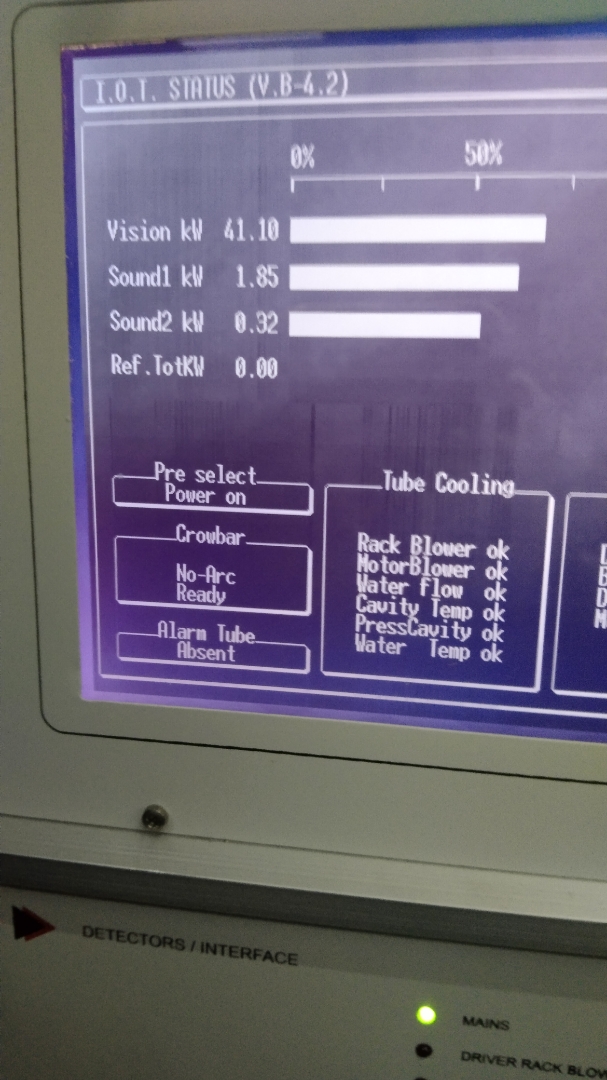 I.O.T. STATUS (V.B-4.2)
0% 50%
Vision kW 41.10
Sound1 kW 1.85
Sound2 kW 0.32
Ref.TotKW 0.00
Pre select
Power on
Crowbar
No-Arc
Ready
Alarm Tube
Absent
Tube Cooling
Rack Blower ok
MotorBlower ok
Water flow ok
Cavity Temp ok
PressCavity ok
Water Temp ok
DETECTORS / INTERFACE
MAINS
DRIVER RACK BLOW